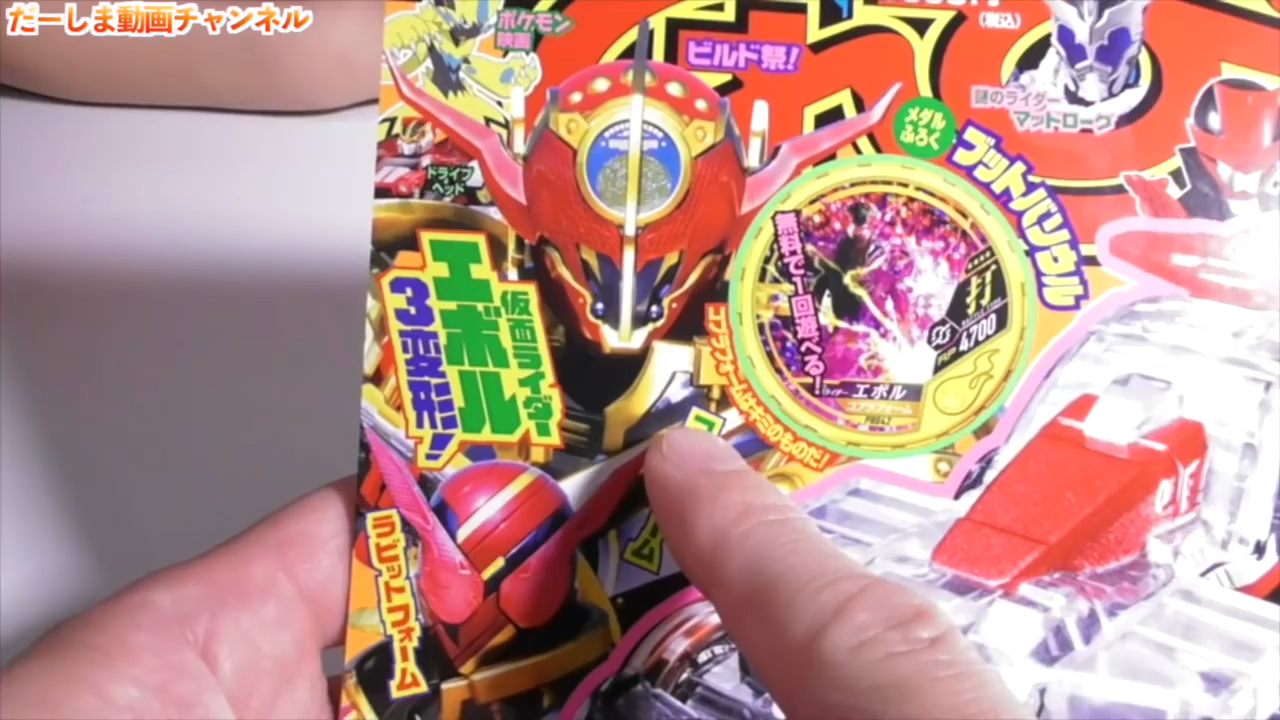 だーしま動画チャンネル
ポケモン
映画
ビルド祭!
(税込)
謎のライダー
マッドローグ
メダル
ふろく
ブットバソウル
ドライブ
ヘッド
仮面ライダー
エボル
3変形!
無料で1回遊べる!
打
4700
ライダー エボル
コブラフォーム
コブラフォームはキミのものだ!
ラビットフォーム